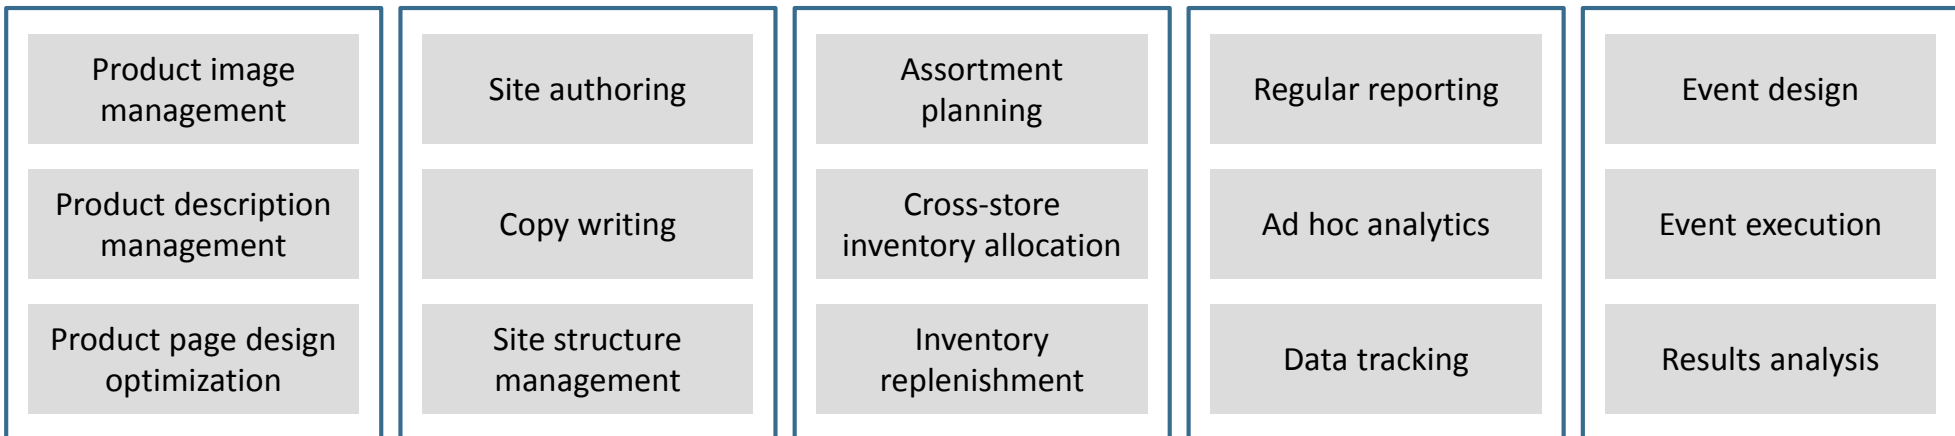 Product image
management
Product description
management
Product page design
optimization
Site authoring
Copy writing
Site structure
management
Assortment
planning
Cross-store
inventory allocation
Inventory
replenishment
Regular reporting
Ad hoc analytics
Data tracking
Event design
Event execution
Results analysis